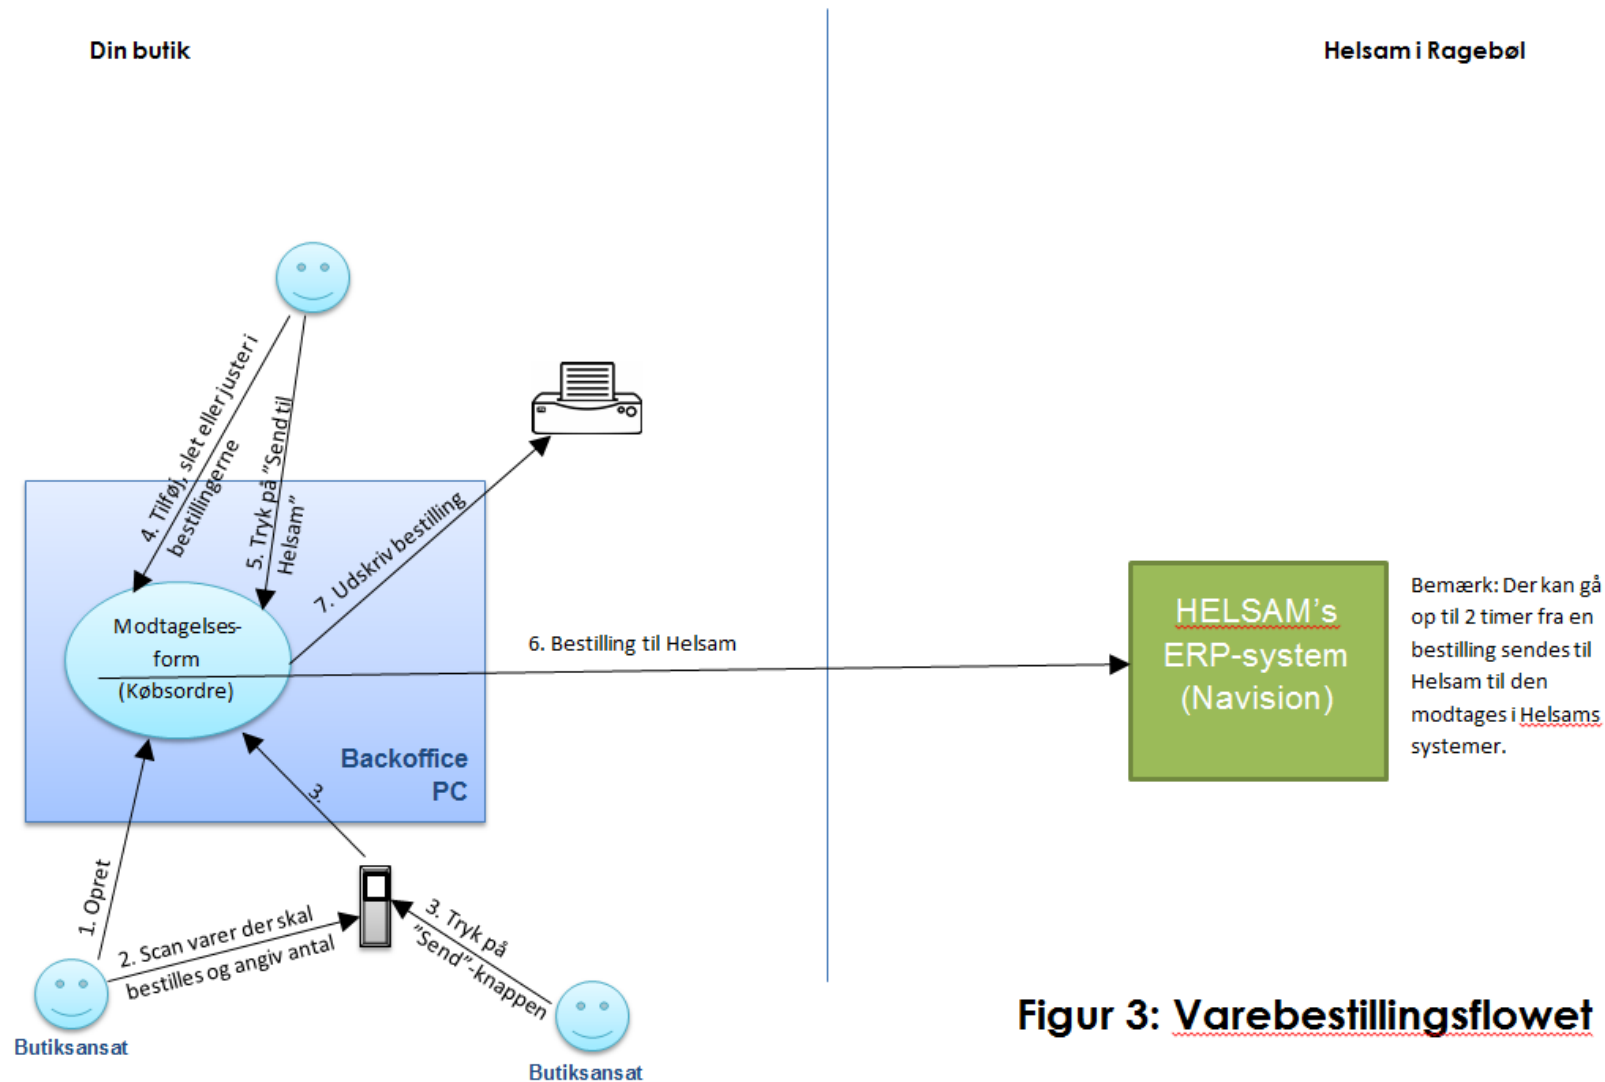 Din butik
Helsam i Ragebøl
4. Tilføj, slet eller juster i
bestillingerne
5. Tryk på ”Send til
Helsam”
7. Udskriv bestilling
Modtagelses-
form
(Købsordre)
6. Bestilling til Helsam
HELSAM’s
ERP-system
(Navision)
Bemærk: Der kan gå
op til 2 timer fra en
bestilling sendes til
Helsam til den
modtages i Helsams
systemer.
Backoffice
PC
3.
1. Opret
2. Scan varer der skal
bestilles og angiv antal
3. Tryk på
”Send”-knappen
Butiksansat
Butiksansat
Figur 3: Varebestillingsflowet